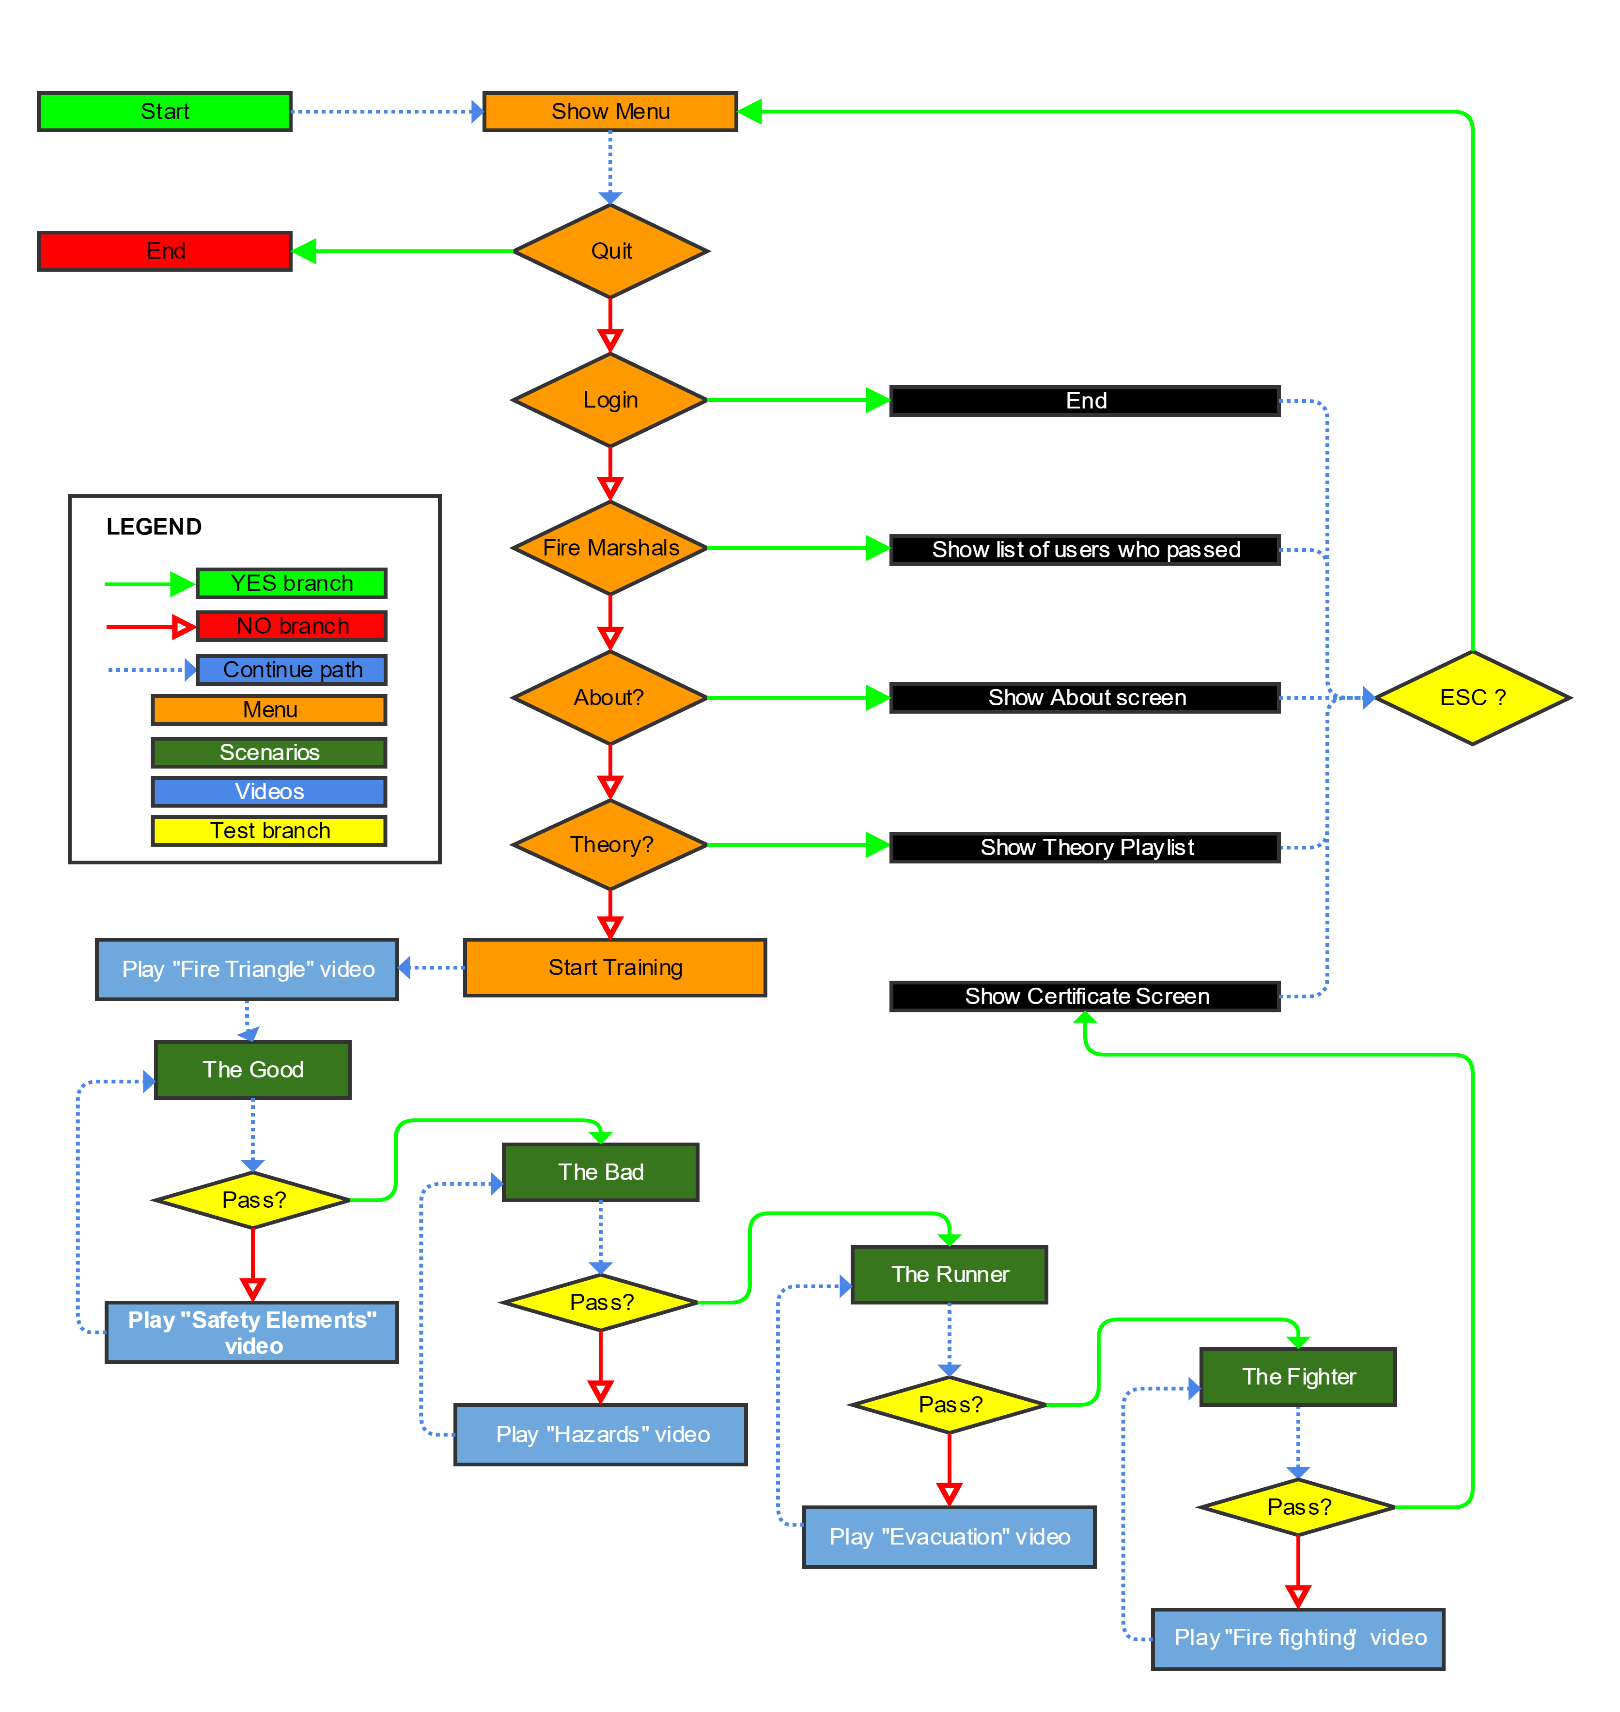 Start
Show Menu
End
Quit
Login
End
LEGEND
Fire Marshals
Show list of users who passed
YES branch
NO branch
Continue path
About?
Show About screen
ESC ?
Menu
Scenarios
Videos
Test branch
Theory?
Show Theory Playlist
Play "Fire Triangle" video
Start Training
Show Certificate Screen
The Good
The Bad
Pass?
The Runner
Pass?
Play "Safety Elements"
video
The Fighter
Pass?
Play "Hazards" video
Pass?
Play "Evacuation" video
Play "Fire fighting" video